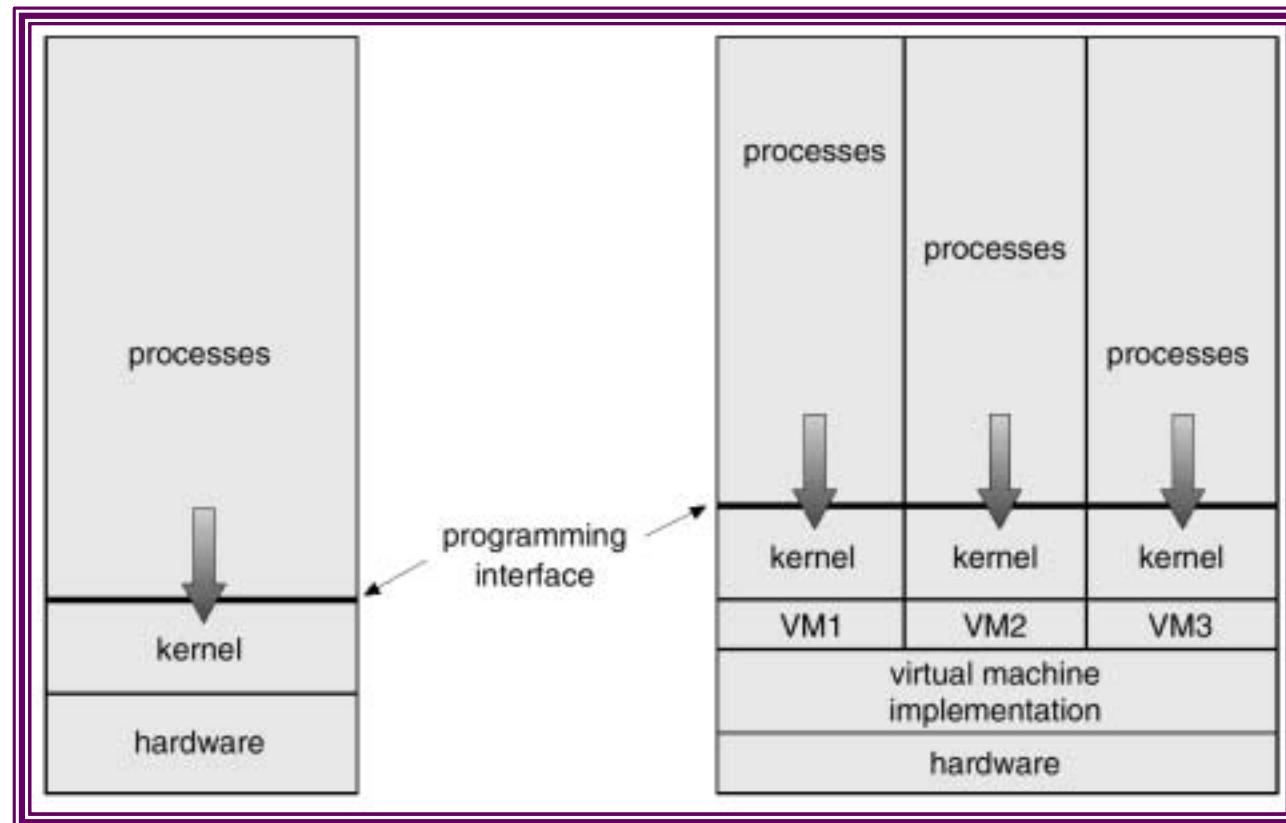 processes
kernel
hardware
programming
interface
processes
processes
processes
kernel
kernel
kernel
VM1
VM2
VM3
virtual machine
implementation
hardware